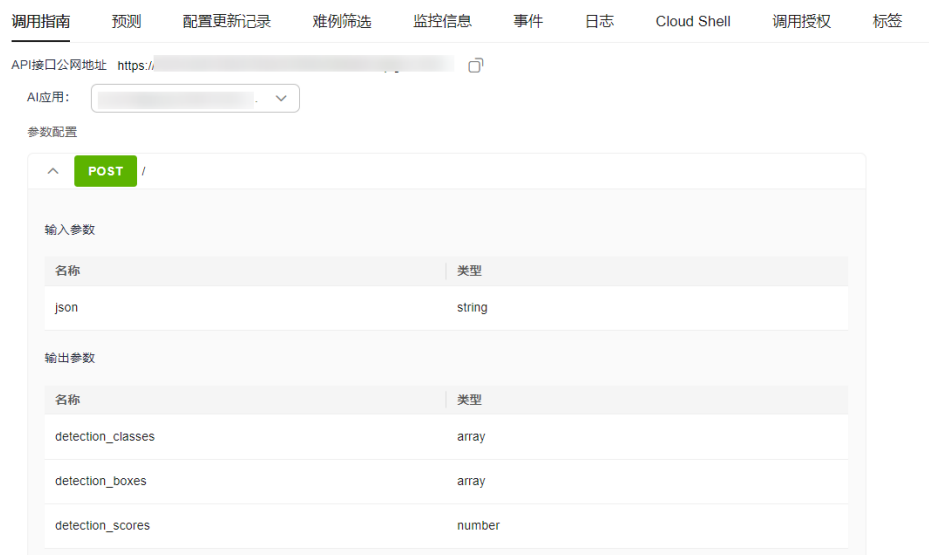 调用指南 预测 配置更新记录 难例筛选 监控信息 事件 日志 Cloud Shell 调用授权 标签
API接口公网地址 https://
AI应用：
参数配置
POST /
输入参数
名称 类型
json string
输出参数
名称 类型
detection_classes array
detection_boxes array
detection_scores number